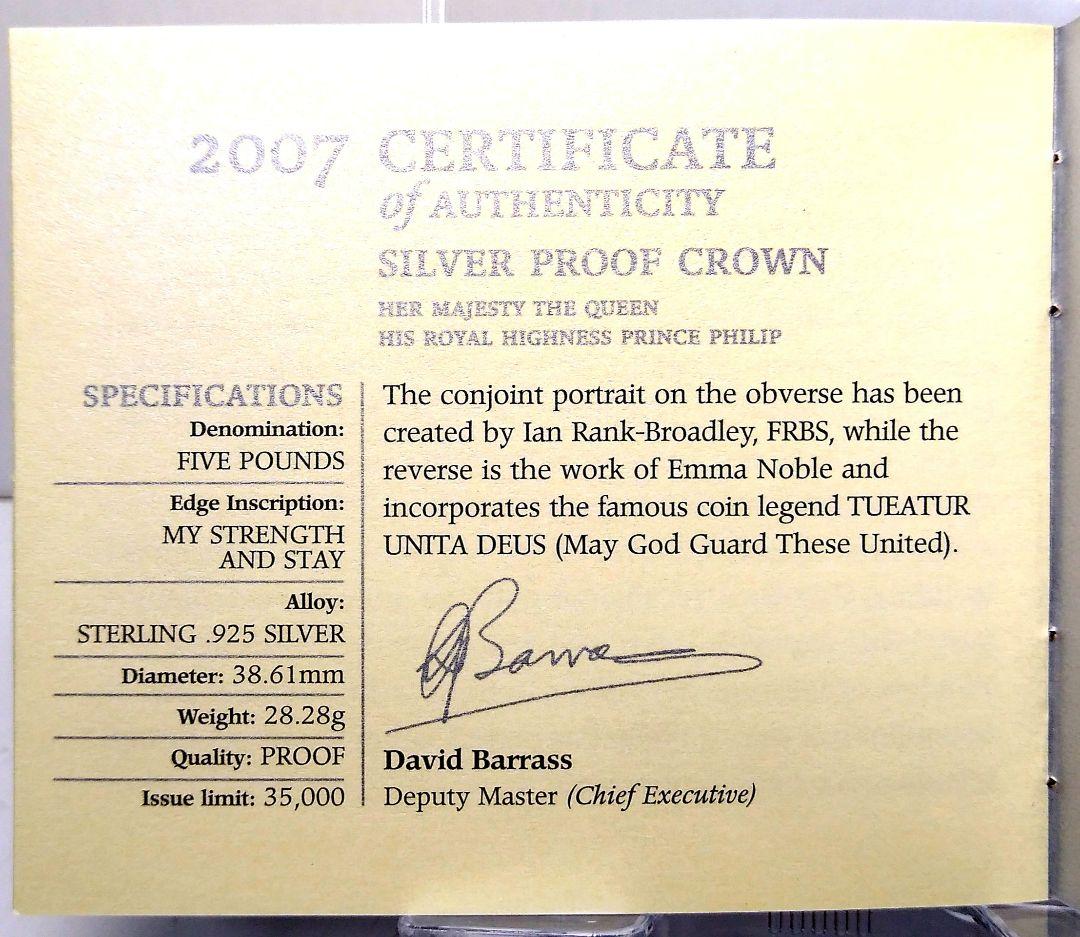 2007 CERTIFICATE
of AUTHENTICITY
SILVER PROOF CROWN
HER MAJESTY THE QUEEN
HIS ROYAL HIGHNESS PRINCE PHILIP
SPECIFICATIONS
Denomination:
FIVE POUNDS
Edge Inscription:
MY STRENGTH
AND STAY
Alloy:
STERLING .925 SILVER
Diameter: 38.61mm
Weight: 28.28g
Quality: PROOF
Issue limit: 35,000
The conjoint portrait on the obverse has been
created by Ian Rank-Broadley, FRBS, while the
reverse is the work of Emma Noble and
incorporates the famous coin legend TUEATUR
UNITA DEUS (May God Guard These United).
David Barrass
Deputy Master (Chief Executive)